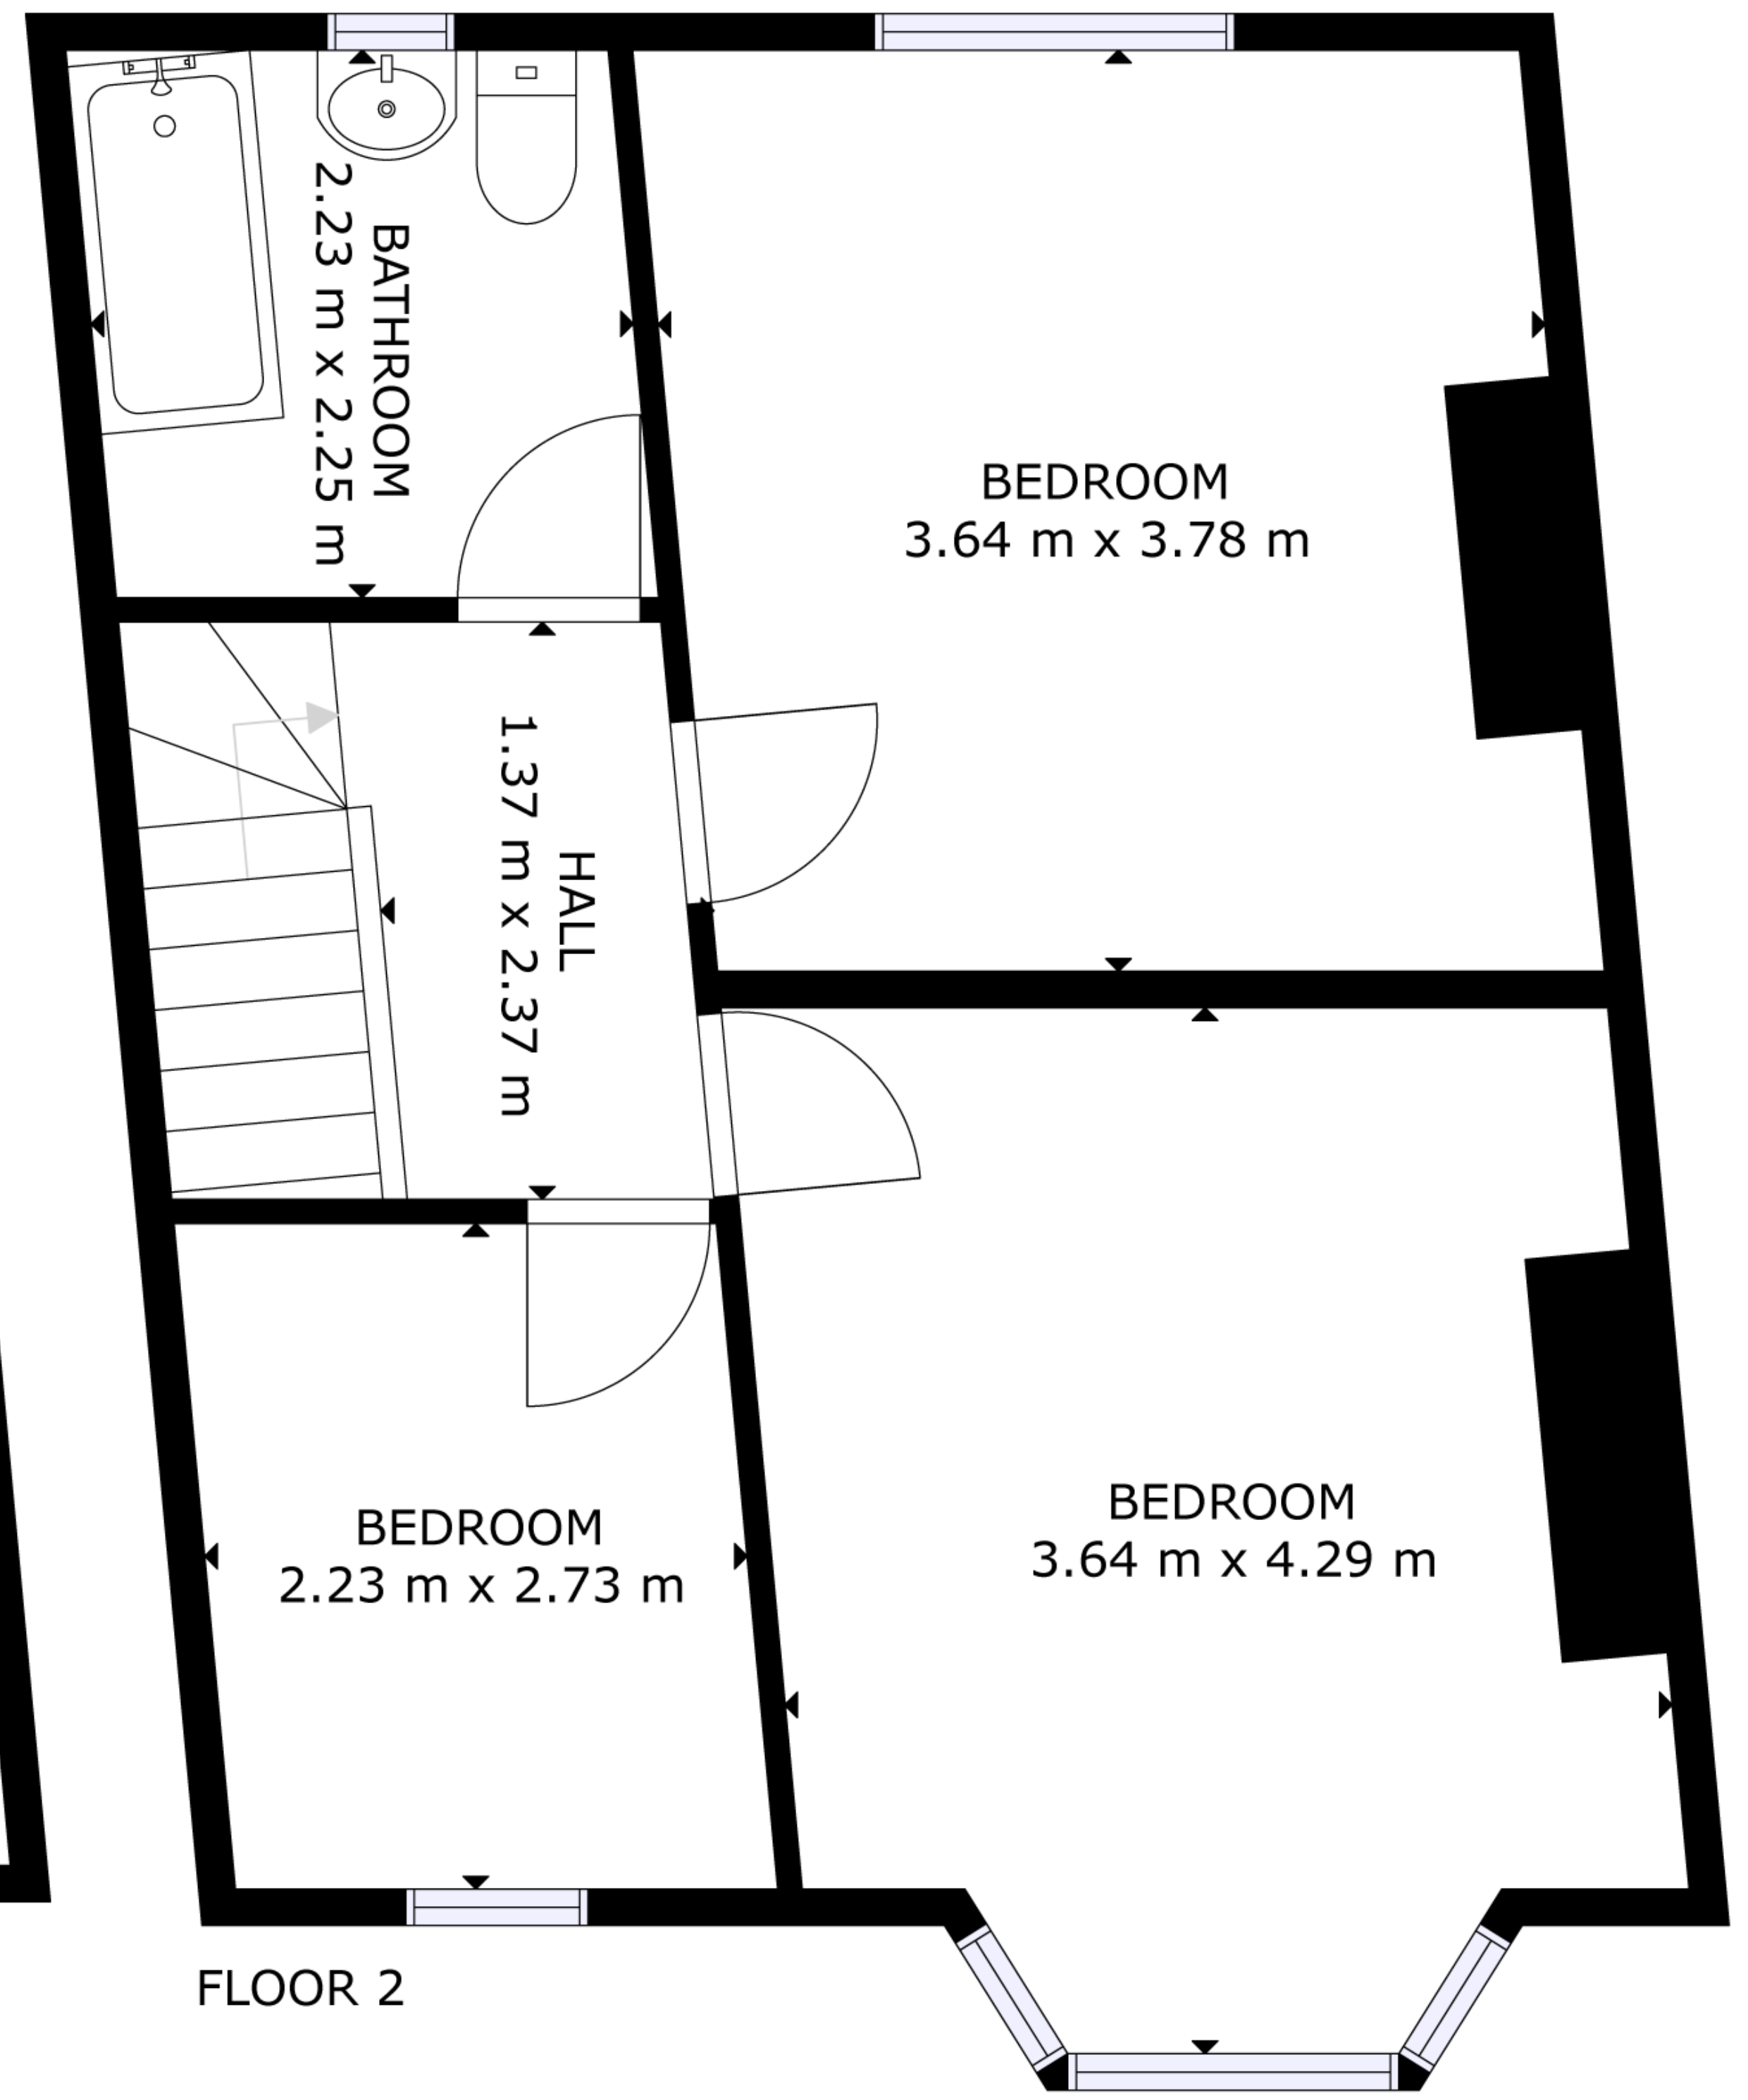 BATHROOM
2.23 m x 2.25 m
BEDROOM
3.64 m x 3.78 m
HALL
1.37 m x 2.37 m
BEDROOM
2.23 m x 2.73 m
BEDROOM
3.64 m x 4.29 m
FLOOR 2